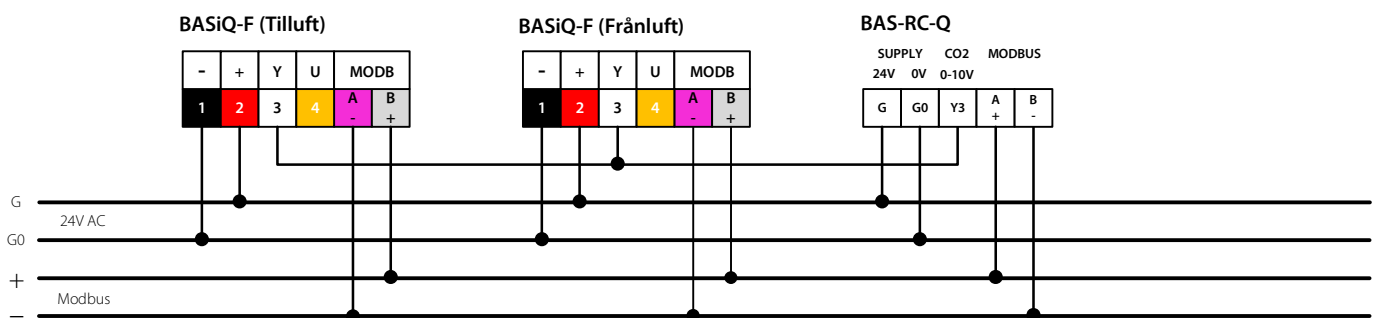 BASiQ-F (Tilluft)
- + Y U MODB
1 2 3 4 A - B +
BASiQ-F (Frånluft)
- + Y U MODB
1 2 3 4 A - B +
BAS-RC-Q
SUPPLY CO2 MODBUS
24V 0V 0-10V
G G0 Y3 A + B -
G
24V AC
G0
+
Modbus
–